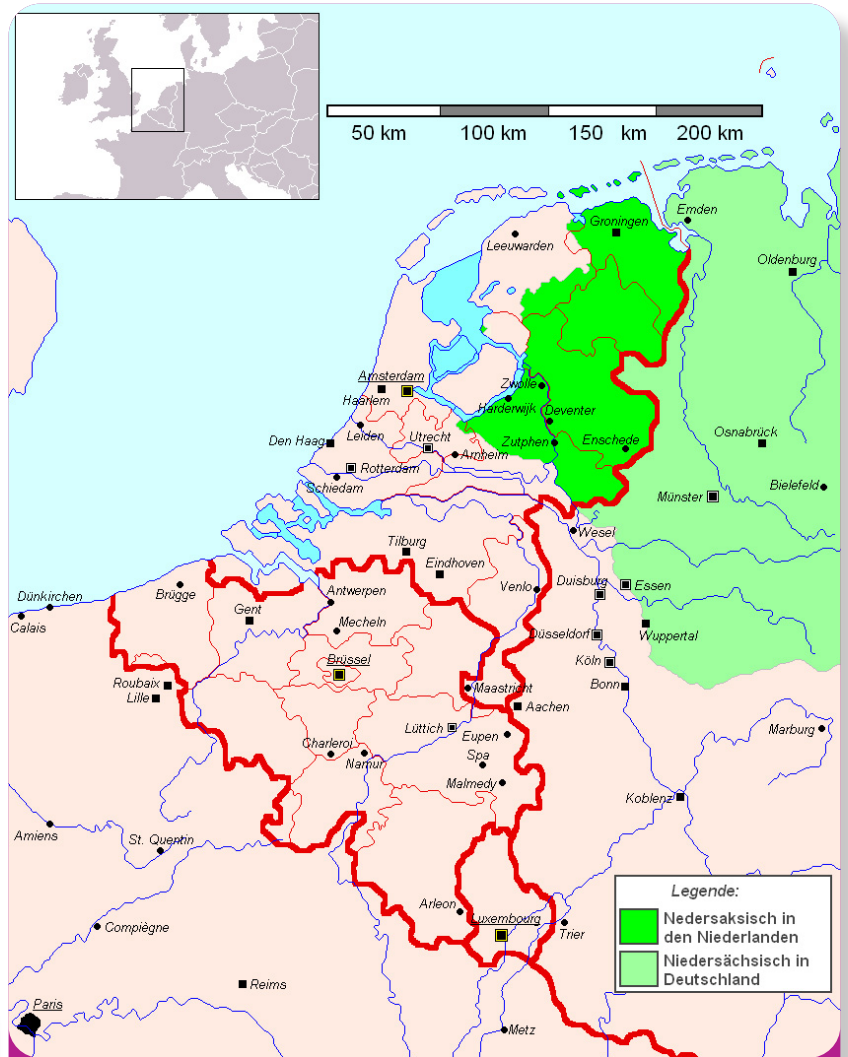 50 km 100 km 150 km 200 km
Groningen
Emden
Leeuwarden
Oldenburg
Amsterdam
Zwolle
Haarlem
Harderwijk
Deventer
Leiden
Utrecht
Zutphen
Enschede
Osnabrück
Den Haag
Arnheim
Rotterdam
Schiedam
Münster
Bielefeld
Wesel
Tilburg
Eindhoven
Dünkirchen
Brügge
Antwerpen
Venlo
Duisburg
Essen
Calais
Gent
Mecheln
Düsseldorf
Wuppertal
Brüssel
Köln
Roubaix
Maastricht
Bonn
Lille
Aachen
Lüttich
Eupen
Marburg
Charleroi
Namur
Spa
Malmedy
Koblenz
Amiens
St. Quentin
Legende:
Nedersaksisch in
den Niederlanden
Niedersächsisch in
Deutschland
Arleon
Luxembourg
Trier
Compiègne
Reims
Paris
Metz